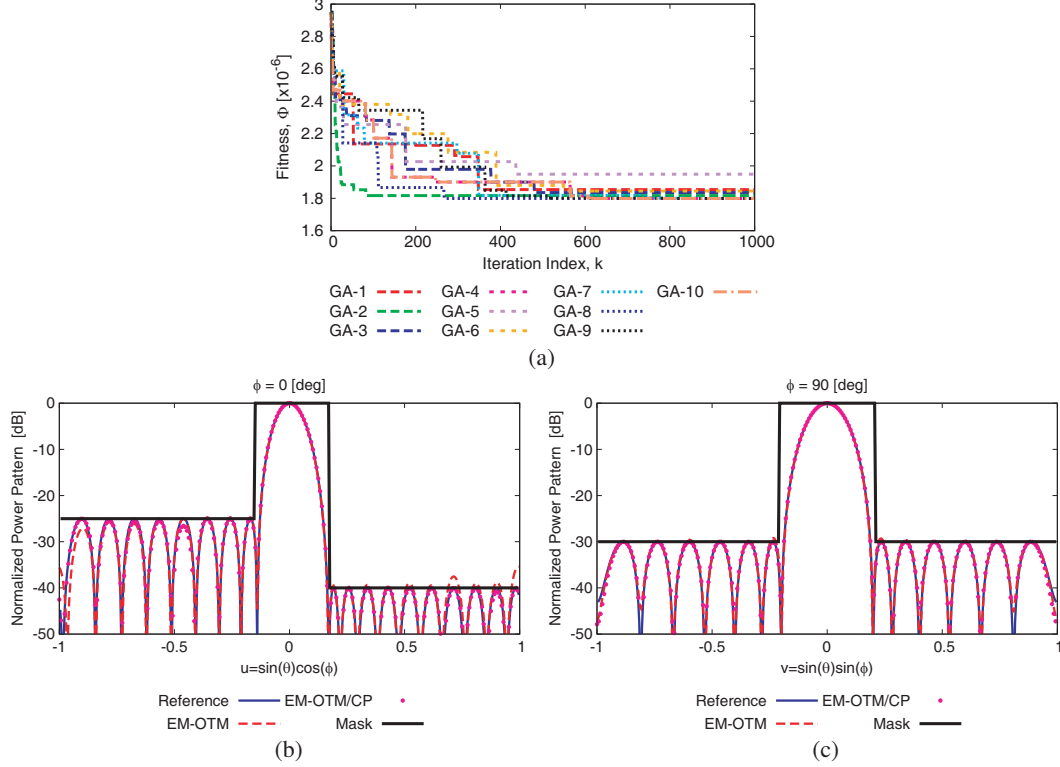 3
2.8
2.6
2.4
2.2
2
1.8
1.6
Fitness, Φ [x10⁻⁶]
0 200 400 600 800 1000
Iteration Index, k
GA-1 GA-4 GA-7 GA-10
GA-2 GA-5 GA-8
GA-3 GA-6 GA-9
(a)
ϕ = 0 [deg]
0
-10
-20
-30
-40
-50
Normalized Power Pattern [dB]
-1 -0.5 0 0.5 1
u=sin(θ)cos(ϕ)
Reference EM-OTM/CP
EM-OTM Mask
(b)
ϕ = 90 [deg]
0
-10
-20
-30
-40
-50
Normalized Power Pattern [dB]
-1 -0.5 0 0.5 1
v=sin(θ)sin(ϕ)
Reference EM-OTM/CP
EM-OTM Mask
(c)